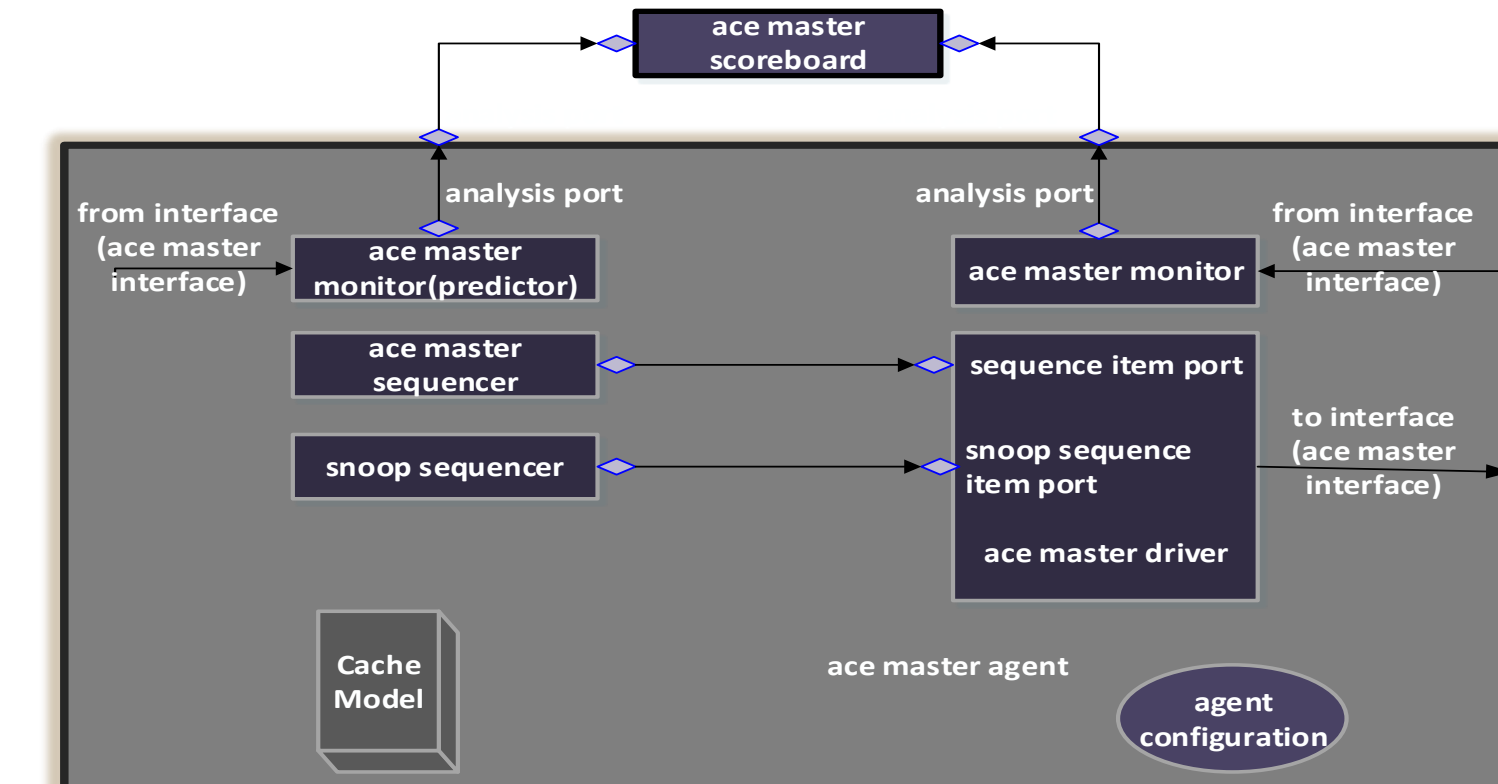 ace master
scoreboard
analysis port
analysis port
from interface
(ace master
interface)
ace master
monitor(predictor)
ace master monitor
from interface
(ace master
interface)
ace master
sequencer
sequence item port
snoop sequencer
snoop sequence
item port
ace master driver
to interface
(ace master
interface)
Cache
Model
ace master agent
agent
configuration